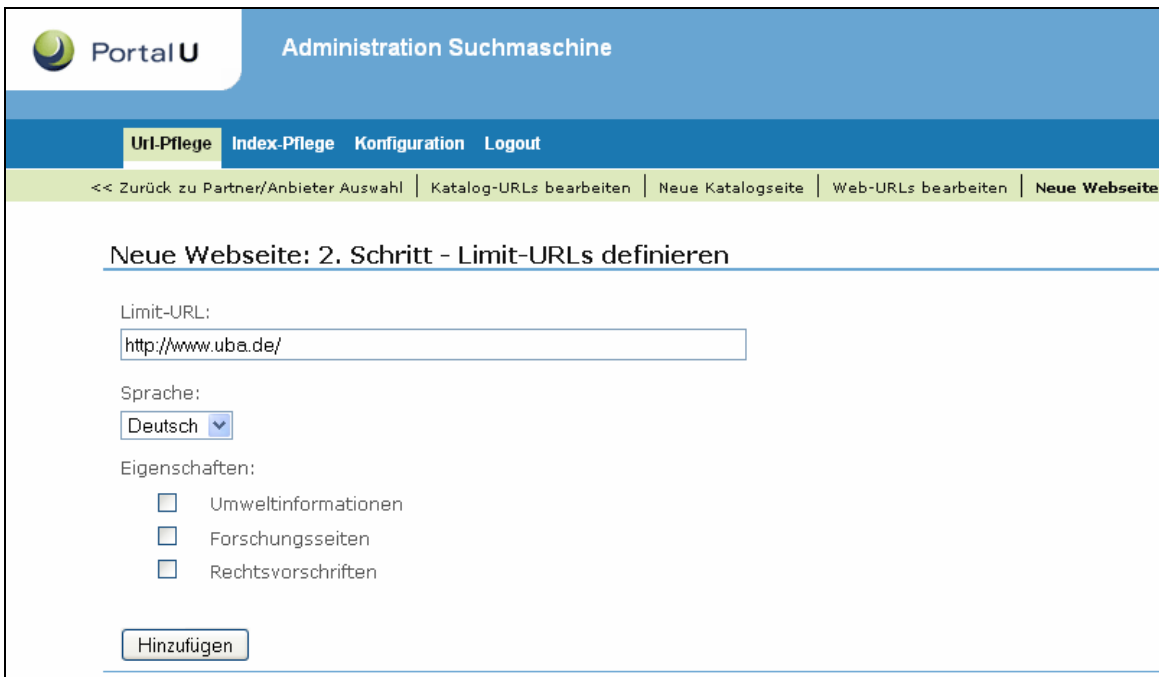 PortalU
Administration Suchmaschine
Url-Pflege Index-Pflege Konfiguration Logout
<< Zurück zu Partner/Anbieter Auswahl | Katalog-URLs bearbeiten | Neue Katalogseite | Web-URLs bearbeiten | Neue Webseite
Neue Webseite: 2. Schritt - Limit-URLs definieren
Limit-URL:
http://www.uba.de/
Sprache:
Deutsch
Eigenschaften:
Umweltinformationen
Forschungsseiten
Rechtsvorschriften
Hinzufügen